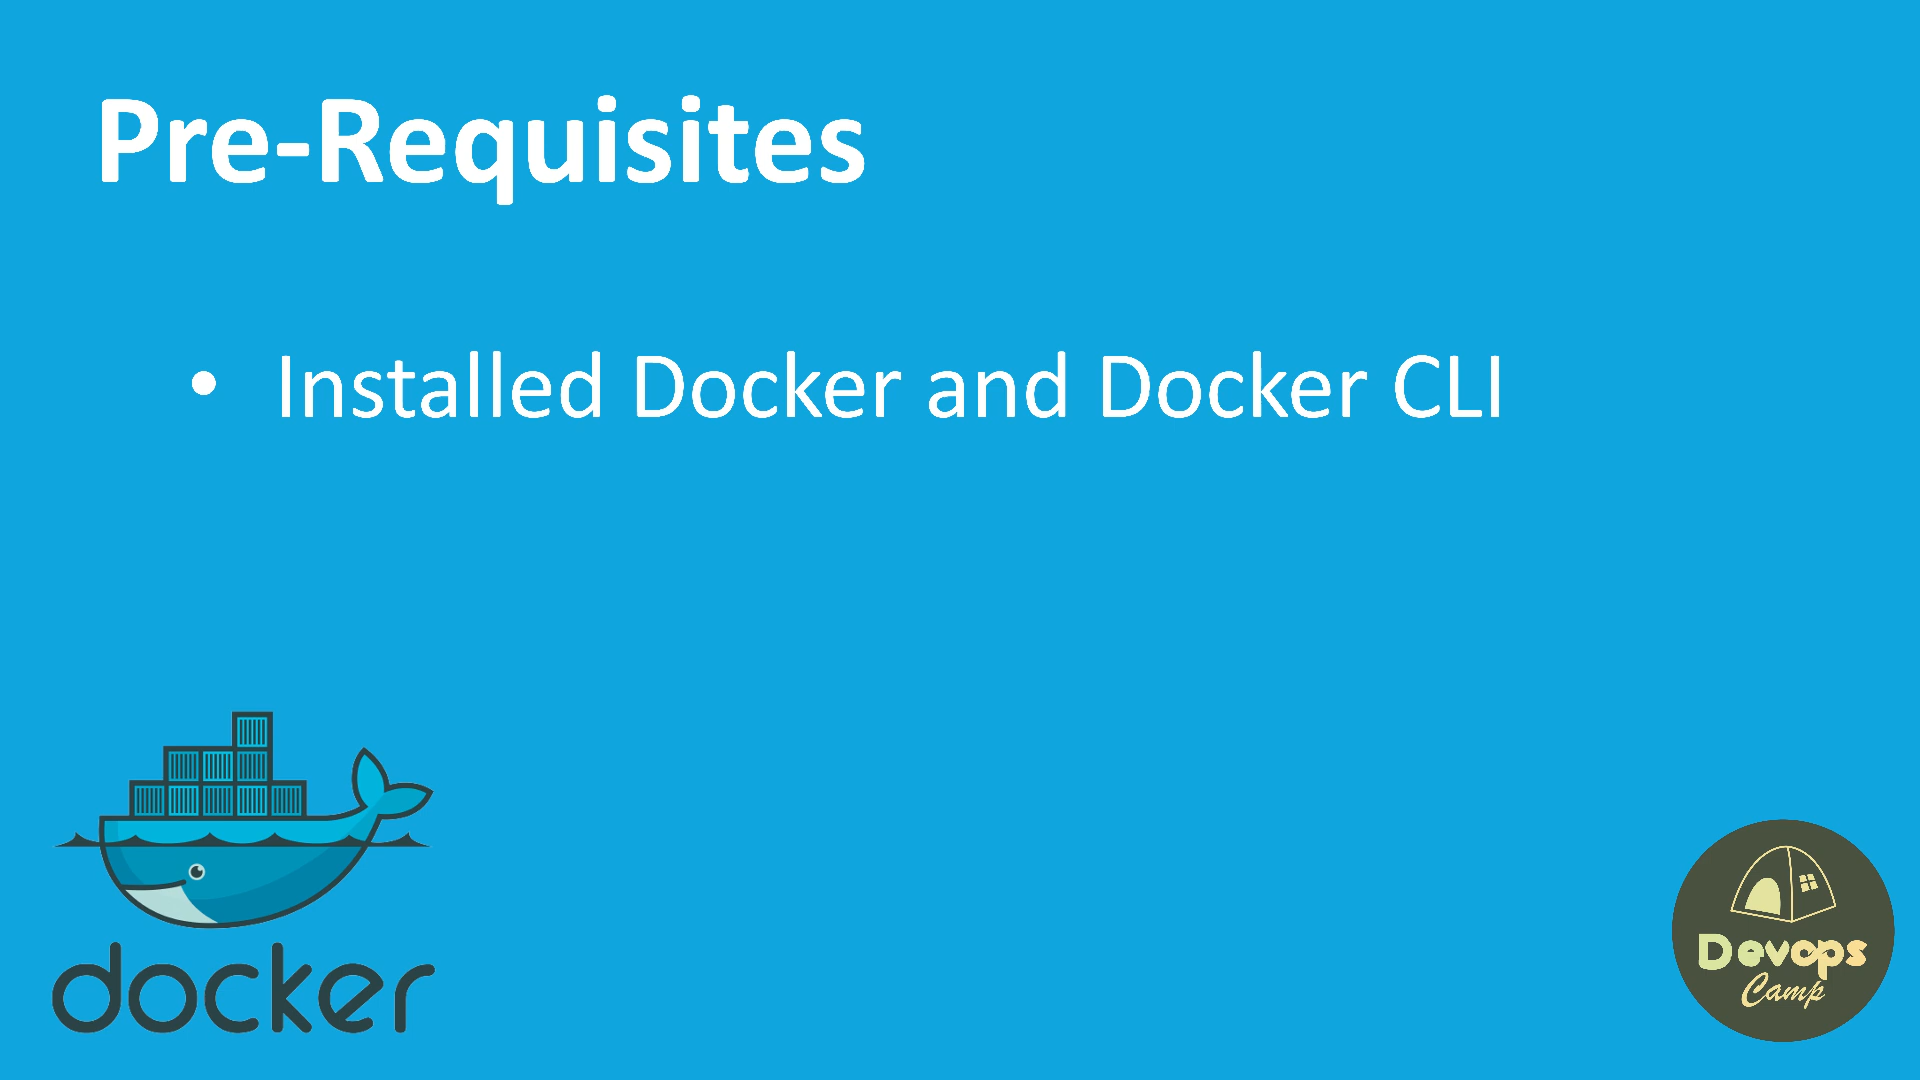 Pre-Requisites
• Installed Docker and Docker CLI
docker
Devops
Camp